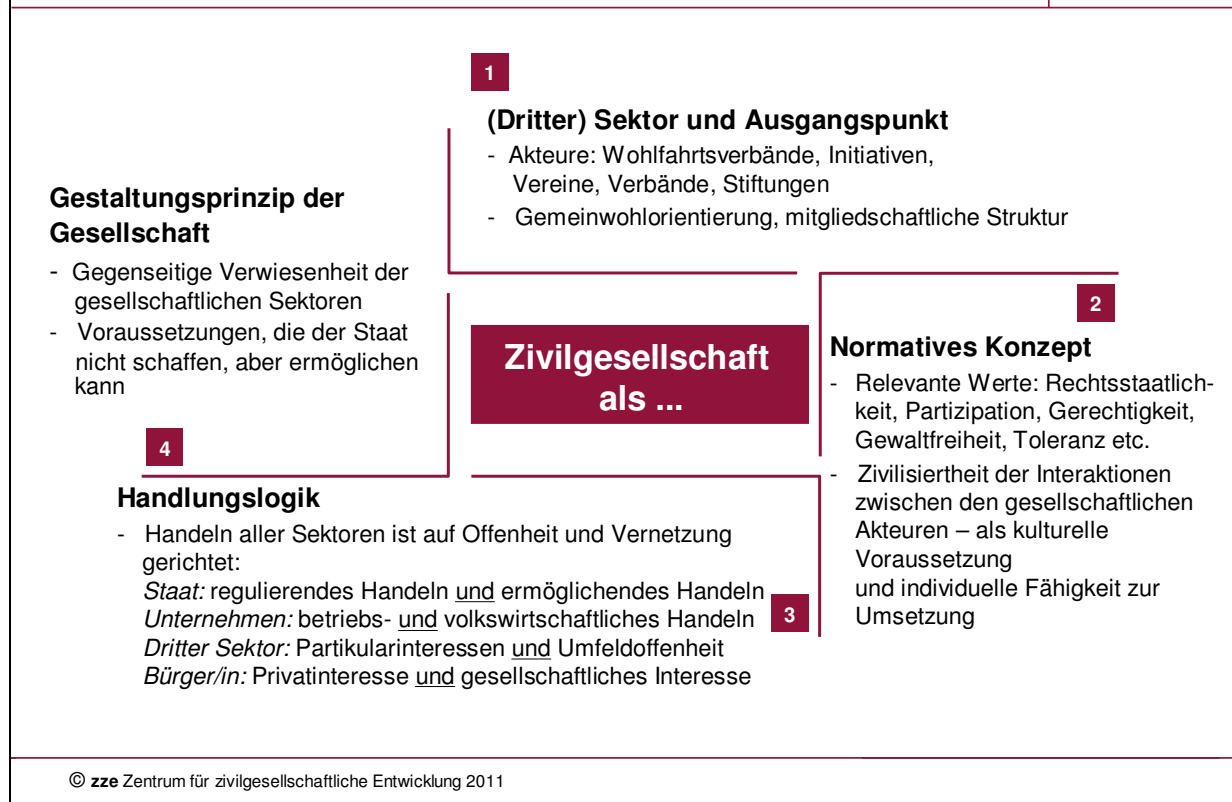 1
(Dritter) Sektor und Ausgangspunkt
- Akteure: Wohlfahrtsverbände, Initiativen,
Vereine, Verbände, Stiftungen
- Gemeinwohlorientierung, mitgliedschaftliche Struktur
2
Normatives Konzept
- Relevante Werte: Rechtsstaatlich-
keit, Partizipation, Gerechtigkeit,
Gewaltfreiheit, Toleranz etc.
- Zivilisiertheit der Interaktionen
zwischen den gesellschaftlichen
Akteuren – als kulturelle
Voraussetzung
und individuelle Fähigkeit zur
Umsetzung
Zivilgesellschaft
als ...
3
Handlungslogik
- Handeln aller Sektoren ist auf Offenheit und Vernetzung
gerichtet:
Staat: regulierendes Handeln und ermöglichendes Handeln
Unternehmen: betriebs- und volkswirtschaftliches Handeln
Dritter Sektor: Partikularinteressen und Umfeldoffenheit
Bürger/in: Privatinteresse und gesellschaftliches Interesse
4
Gestaltungsprinzip der
Gesellschaft
- Gegenseitige Verwiesenheit der
gesellschaftlichen Sektoren
- Voraussetzungen, die der Staat
nicht schaffen, aber ermöglichen
kann
© zze Zentrum für zivilgesellschaftliche Entwicklung 2011